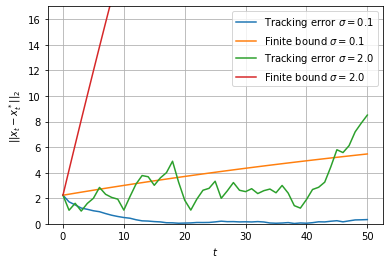 Tracking error σ = 0.1
Finite bound σ = 0.1
Tracking error σ = 2.0
Finite bound σ = 2.0
16
14
12
10
8
6
4
2
0
||x_t − x_t^*||_2
0 10 20 30 40 50
t